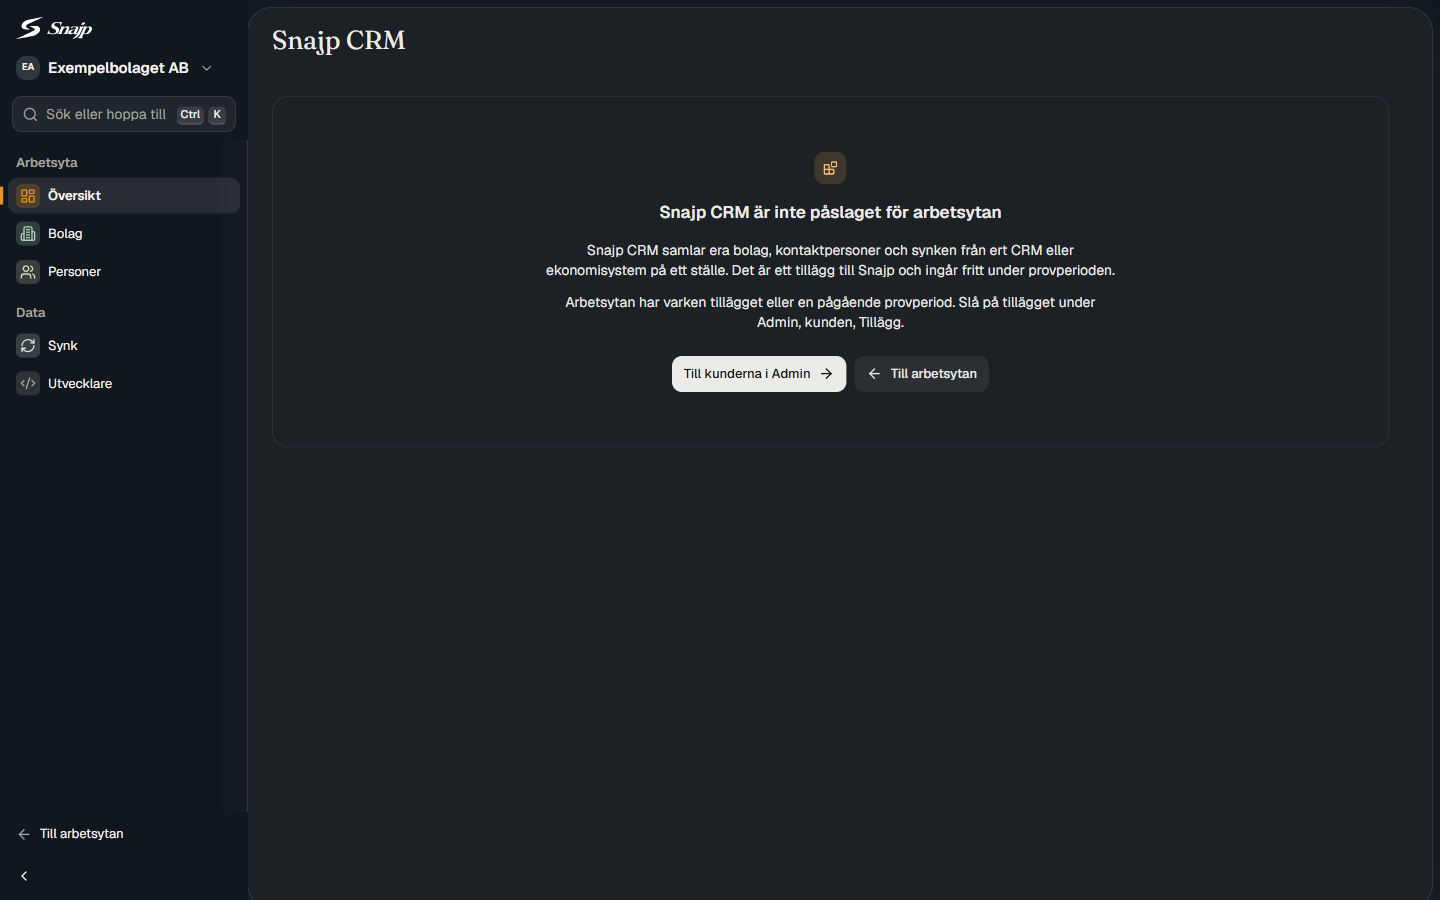 Snajp
EA Exempelbolaget AB
Sök eller hoppa till Ctrl K
Arbetsyta
Översikt
Bolag
Personer
Data
Synk
Utvecklare
Till arbetsytan
Snajp CRM
Snajp CRM är inte påslaget för arbetsytan
Snajp CRM samlar era bolag, kontaktpersoner och synken från ert CRM eller
ekonomisystem på ett ställe. Det är ett tillägg till Snajp och ingår fritt under provperioden.
Arbetsytan har varken tillägget eller en pågående provperiod. Slå på tillägget under
Admin, kunden, Tillägg.
Till kunderna i Admin
Till arbetsytan